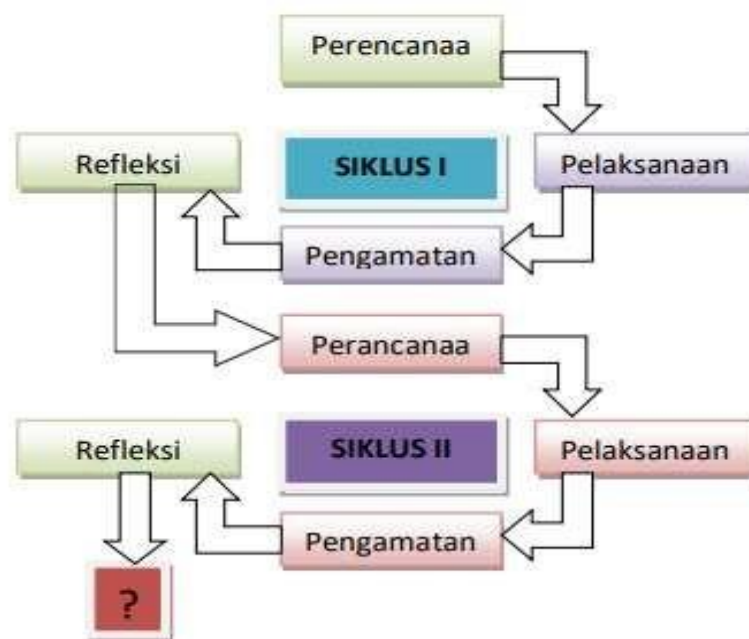 Perencanaa
Refleksi
SIKLUS I
Pelaksanaan
Pengamatan
Perancanaa
Refleksi
SIKLUS II
Pelaksanaan
Pengamatan
?